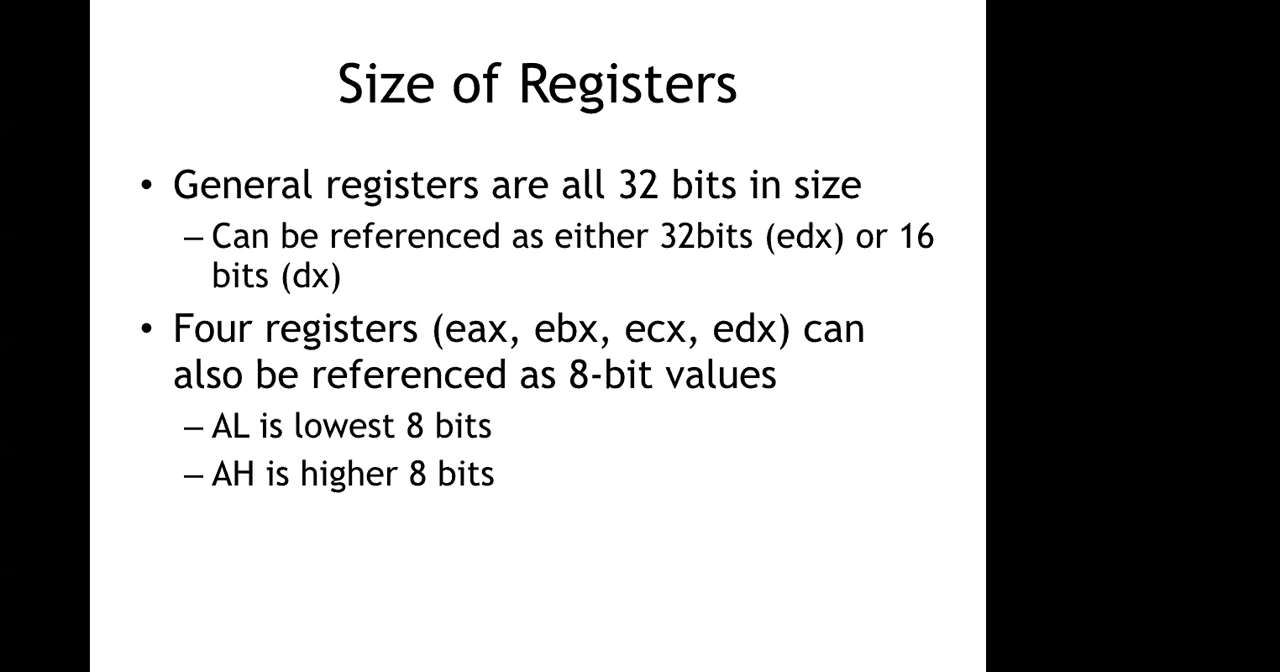 Size of Registers
• General registers are all 32 bits in size
– Can be referenced as either 32bits (edx) or 16
bits (dx)
• Four registers (eax, ebx, ecx, edx) can
also be referenced as 8-bit values
– AL is lowest 8 bits
– AH is higher 8 bits